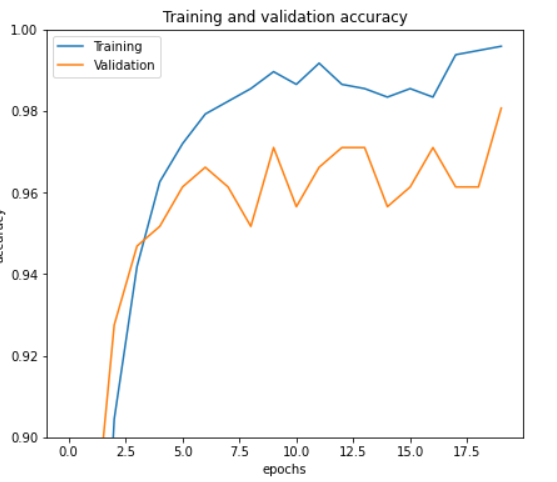 Training and validation accuracy
1.00
0.98
0.96
0.94
0.92
0.90
accuracy
Training
Validation
0.0 2.5 5.0 7.5 10.0 12.5 15.0 17.5
epochs